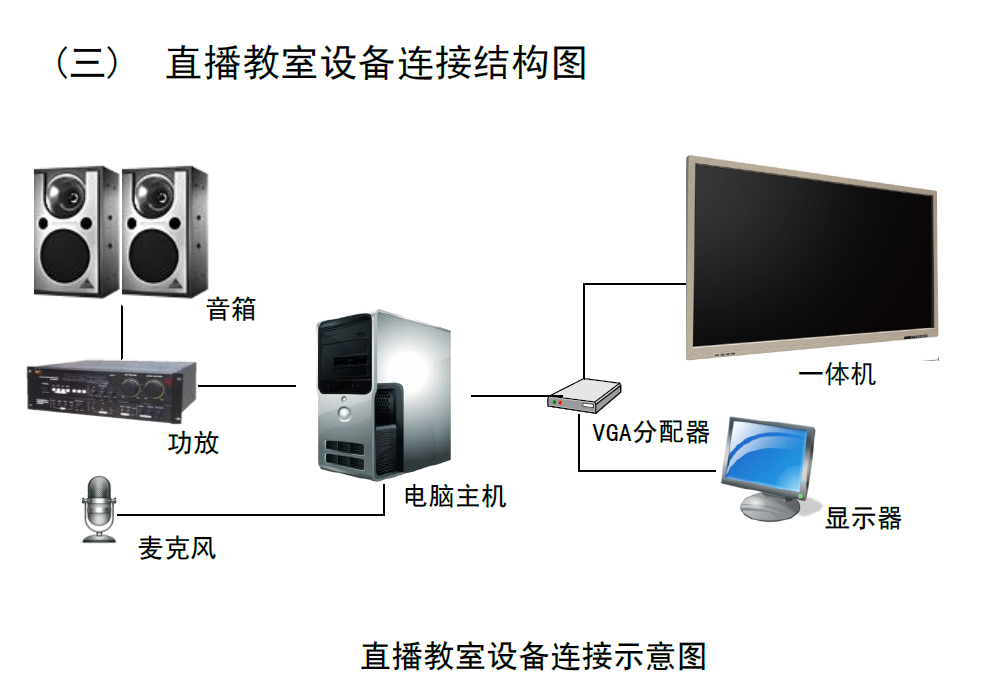 (三) 直播教室设备连接结构图
音箱
一体机
VGA分配器
功放
电脑主机
显示器
麦克风
直播教室设备连接示意图